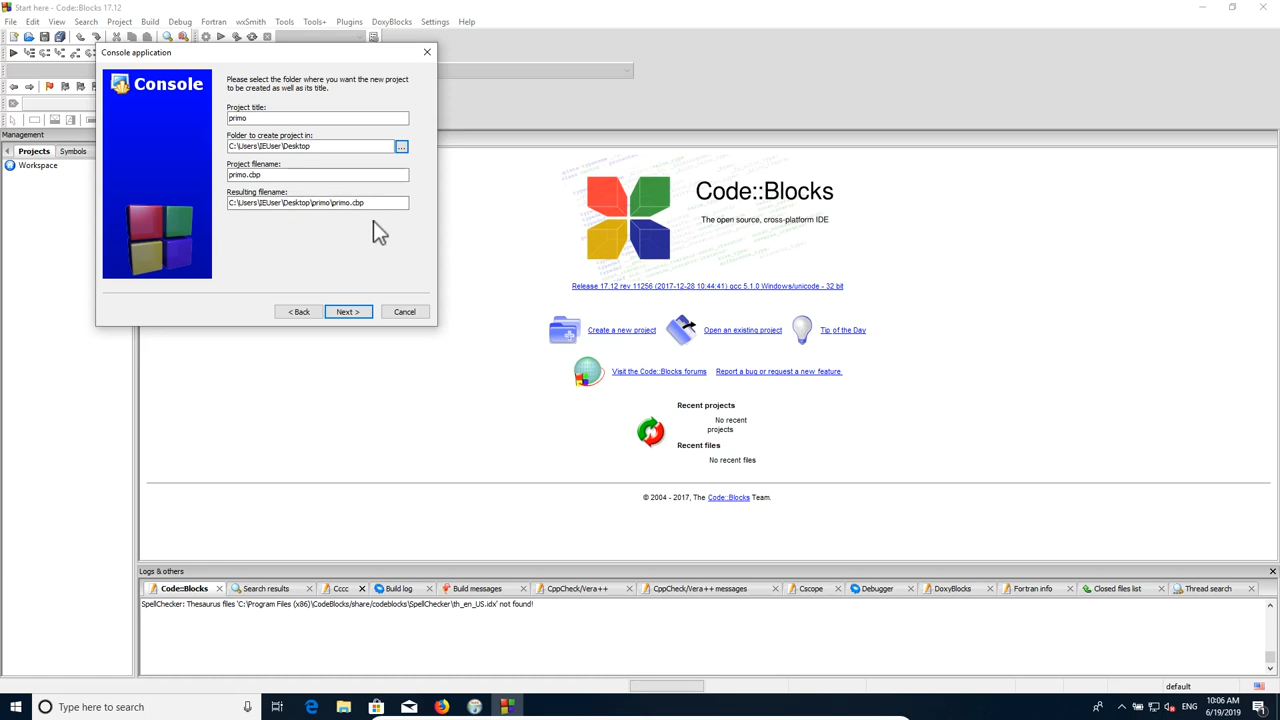 Start here - Code::Blocks 17.12
File Edit View Search Project Build Debug Fortran wxSmith Tools Tools+ Plugins DoxyBlocks Settings Help
Console application
Console
Please select the folder where you want the new project
to be created as well as its title.
Project title:
primo
Folder to create project in:
C:\Users\IEUser\Desktop
...
Project filename:
primo.cbp
Resulting filename:
C:\Users\IEUser\Desktop\primo\primo.cbp
< Back Next > Cancel
Management
Projects Symbols
Workspace
Code::Blocks
The open source, cross-platform IDE
Release 17.12 rev 11256 (2017-12-28 10:44:41) gcc 5.1.0 Windows/unicode - 32 bit
Create a new project Open an existing project Tip of the Day
Visit the Code::Blocks forums Report a bug or request a new feature
Recent projects
No recent
projects
Recent files
No recent files
© 2004 - 2017, The Code::Blocks Team.
Logs & others
Code::Blocks Search results Cccc Build log Build messages CppCheck/Vera++ CppCheck/Vera++ messages Cscope Debugger DoxyBlocks Fortran info Closed files list Thread search
SpellChecker: Thesaurus files 'C:\Program Files (x86)\CodeBlocks/share/codeblocks\SpellChecker\th_en_US.idx' not found!
default
Type here to search
ENG
10:06 AM
6/19/2019
1